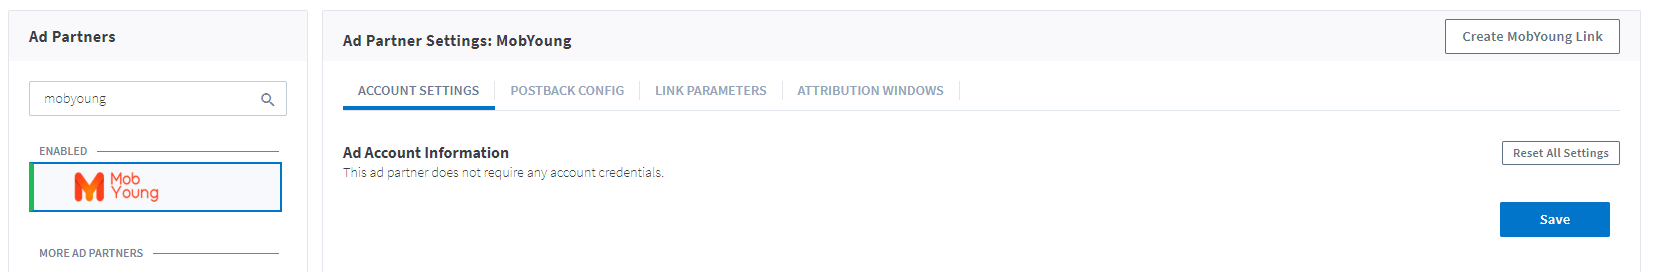 Ad Partners
mobyoung
ENABLED
Mob
Young
MORE AD PARTNERS
Ad Partner Settings: MobYoung
Create MobYoung Link
ACCOUNT SETTINGS
POSTBACK CONFIG
LINK PARAMETERS
ATTRIBUTION WINDOWS
Ad Account Information
This ad partner does not require any account credentials.
Reset All Settings
Save